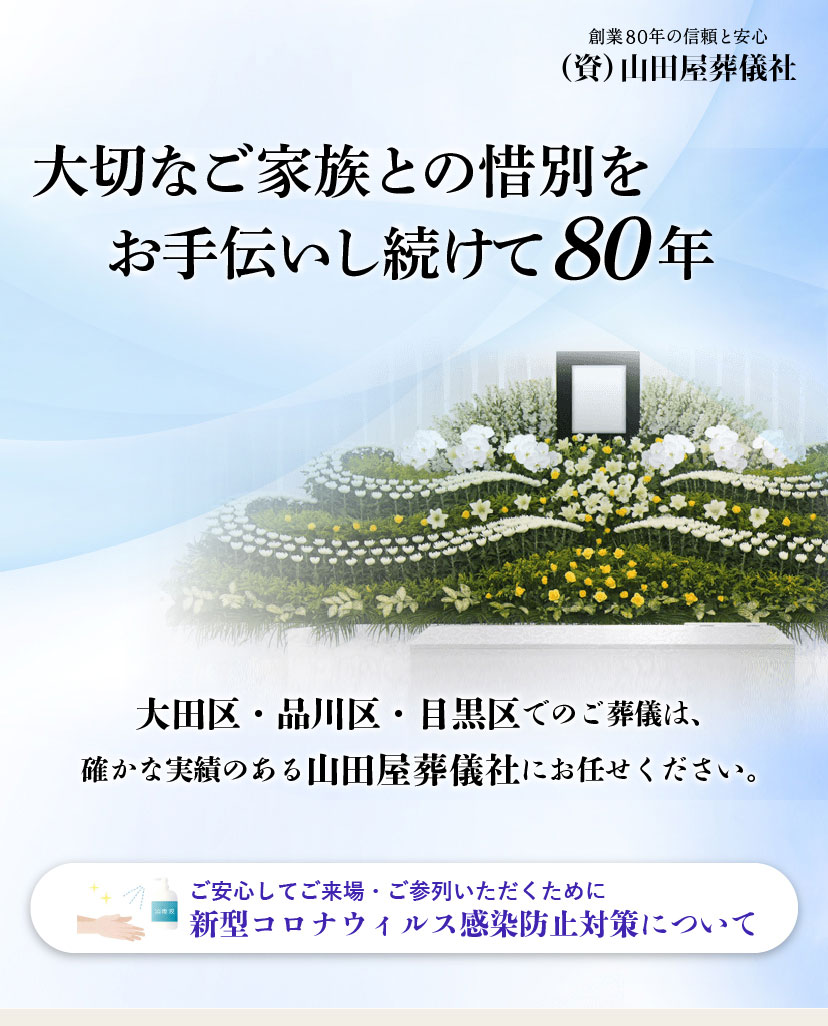 創業80年の信頼と安心
（資）山田屋葬儀社
大切なご家族との惜別を
お手伝いし続けて80年
大田区・品川区・目黒区でのご葬儀は、
確かな実績のある山田屋葬儀社にお任せください。
ご安心してご来場・ご参列いただくために
新型コロナウィルス感染防止対策について